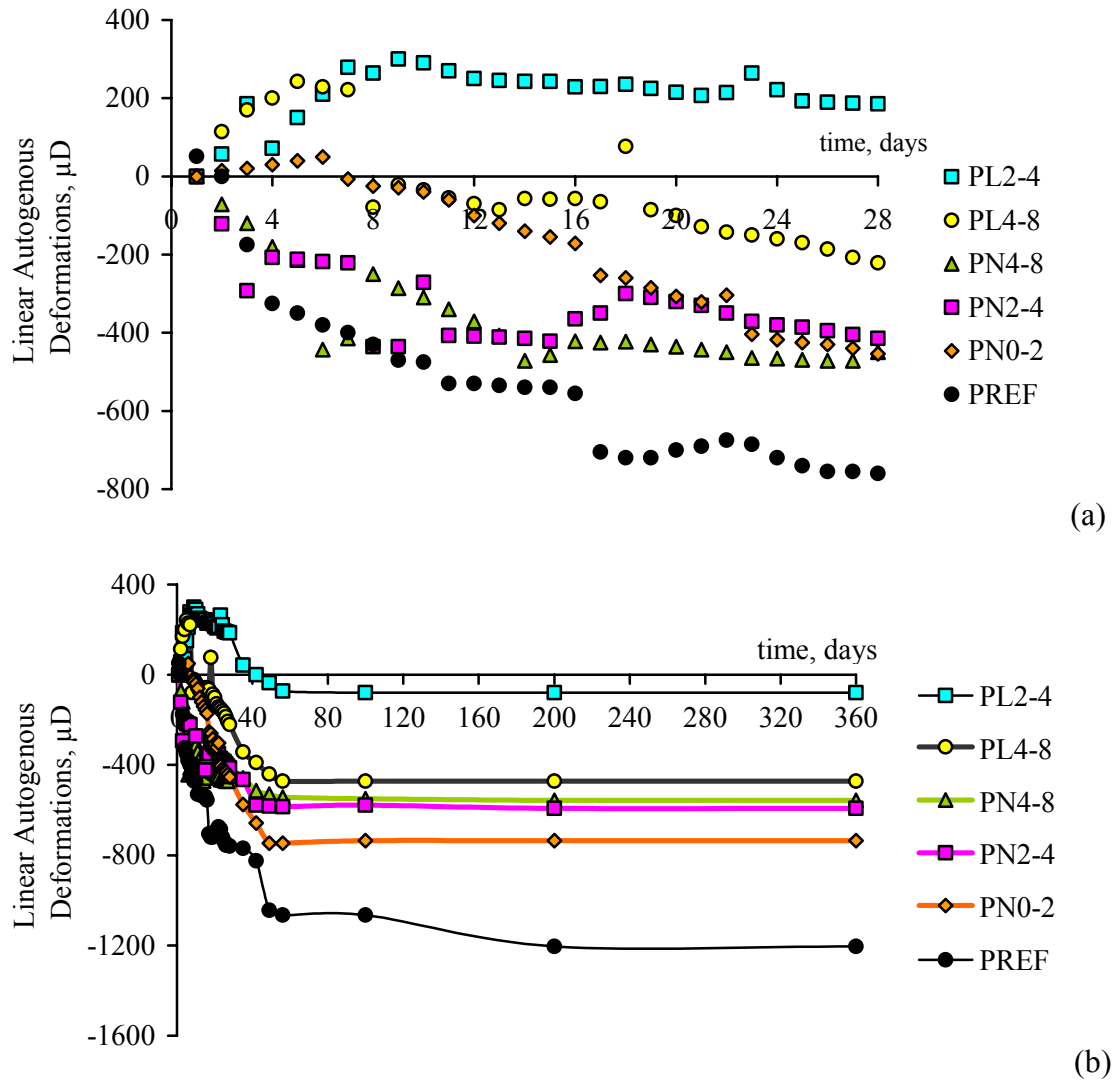 400
200
0
-200
-400
-600
-800
0
4
8
12
16
20
24
28
time, days
Linear Autogenous
Deformations, µD
PL2-4
PL4-8
PN4-8
PN2-4
PN0-2
PREF
(a)
400
0
-400
-800
-1200
-1600
0
40
80
120
160
200
240
280
320
360
time, days
Linear Autogenous
Deformations, µD
PL2-4
PL4-8
PN4-8
PN2-4
PN0-2
PREF
(b)